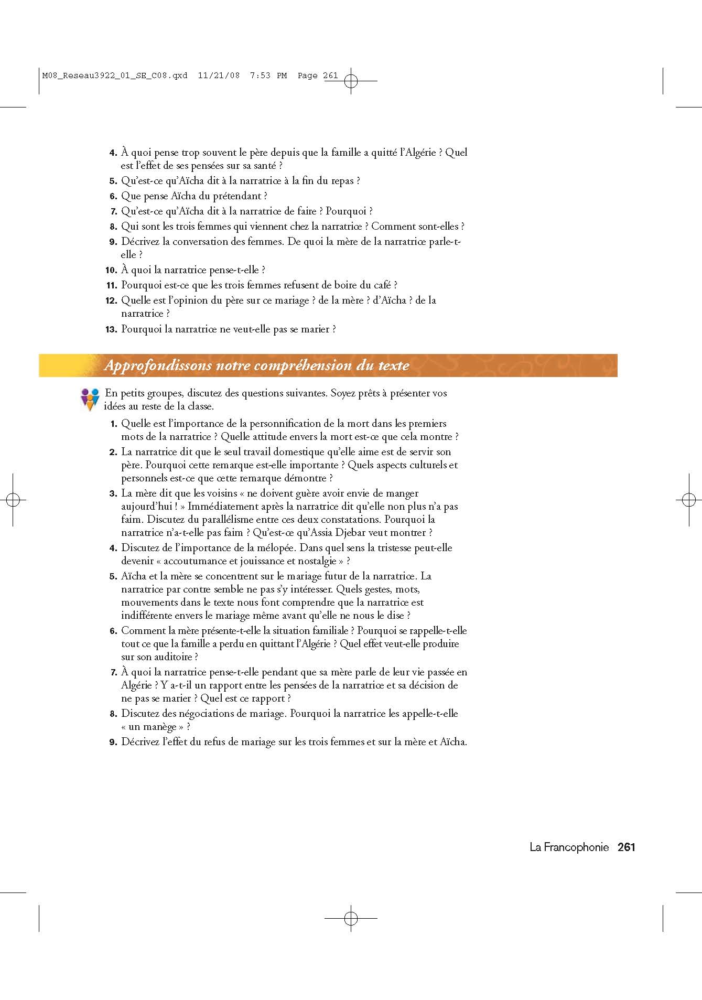 M08_Reseau3922_01_SE_C08.qxd 11/21/08 7:53 PM Page 261
4. À quoi pense trop souvent le père depuis que la famille a quitté l’Algérie ? Quel
est l’effet de ses pensées sur sa santé ?
5. Qu’est-ce qu’Aïcha dit à la narratrice à la fin du repas ?
6. Que pense Aïcha du prétendant ?
7. Qu’est-ce qu’Aïcha dit à la narratrice de faire ? Pourquoi ?
8. Qui sont les trois femmes qui viennent chez la narratrice ? Comment sont-elles ?
9. Décrivez la conversation des femmes. De quoi la mère de la narratrice parle-t-
elle ?
10. À quoi la narratrice pense-t-elle ?
11. Pourquoi est-ce que les trois femmes refusent de boire du café ?
12. Quelle est l’opinion du père sur ce mariage ? de la mère ? d’Aïcha ? de la
narratrice ?
13. Pourquoi la narratrice ne veut-elle pas se marier ?
Approfondissons notre compréhension du texte
En petits groupes, discutez des questions suivantes. Soyez prêts à présenter vos
idées au reste de la classe.
1. Quelle est l’importance de la personnification de la mort dans les premiers
mots de la narratrice ? Quelle attitude envers la mort est-ce que cela montre ?
2. La narratrice dit que le seul travail domestique qu’elle aime est de servir son
père. Pourquoi cette remarque est-elle importante ? Quels aspects culturels et
personnels est-ce que cette remarque démontre ?
3. La mère dit que les voisins « ne doivent guère avoir envie de manger
aujourd’hui ! » Immédiatement après la narratrice dit qu’elle non plus n’a pas
faim. Discutez du parallélisme entre ces deux constatations. Pourquoi la
narratrice n’a-t-elle pas faim ? Qu’est-ce qu’Assia Djebar veut montrer ?
4. Discutez de l’importance de la mélopée. Dans quel sens la tristesse peut-elle
devenir « accoutumance et jouissance et nostalgie » ?
5. Aïcha et la mère se concentrent sur le mariage futur de la narratrice. La
narratrice par contre semble ne pas s’y intéresser. Quels gestes, mots,
mouvements dans le texte nous font comprendre que la narratrice est
indifférente envers le mariage même avant qu’elle ne nous le dise ?
6. Comment la mère présente-t-elle la situation familiale ? Pourquoi se rappelle-t-elle
tout ce que la famille a perdu en quittant l’Algérie ? Quel effet veut-elle produire
sur son auditoire ?
7. À quoi la narratrice pense-t-elle pendant que sa mère parle de leur vie passée en
Algérie ? Y a-t-il un rapport entre les pensées de la narratrice et sa décision de
ne pas se marier ? Quel est ce rapport ?
8. Discutez des négociations de mariage. Pourquoi la narratrice les appelle-t-elle
« un manège » ?
9. Décrivez l’effet du refus de mariage sur les trois femmes et sur la mère et Aïcha.
La Francophonie 261